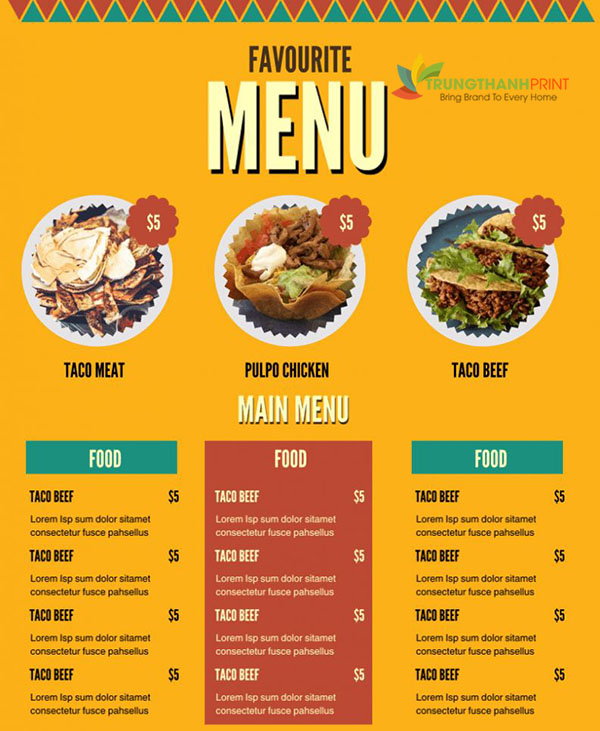 FAVOURITE
MENU
TRUNGTHANHPRINT
Bring Brand To Every Home
$5
$5
$5
TACO MEAT
PULPO CHICKEN
TACO BEEF
MAIN MENU
FOOD
TACO BEEF $5
Lorem Isp sum dolor sitamet
consectetur fusce pahsellus
TACO BEEF $5
Lorem Isp sum dolor sitamet
consectetur fusce pahsellus
TACO BEEF $5
Lorem Isp sum dolor sitamet
consectetur fusce pahsellus
TACO BEEF $5
Lorem Isp sum dolor sitamet
consectetur fusce pahsellus
FOOD
TACO BEEF $5
Lorem Isp sum dolor sitamet
consectetur fusce pahsellus
TACO BEEF $5
Lorem Isp sum dolor sitamet
consectetur fusce pahsellus
TACO BEEF $5
Lorem Isp sum dolor sitamet
consectetur fusce pahsellus
TACO BEEF $5
Lorem Isp sum dolor sitamet
consectetur fusce pahsellus
FOOD
TACO BEEF $5
Lorem Isp sum dolor sitamet
consectetur fusce pahsellus
TACO BEEF $5
Lorem Isp sum dolor sitamet
consectetur fusce pahsellus
TACO BEEF $5
Lorem Isp sum dolor sitamet
consectetur fusce pahsellus
TACO BEEF $5
Lorem Isp sum dolor sitamet
consectetur fusce pahsellus